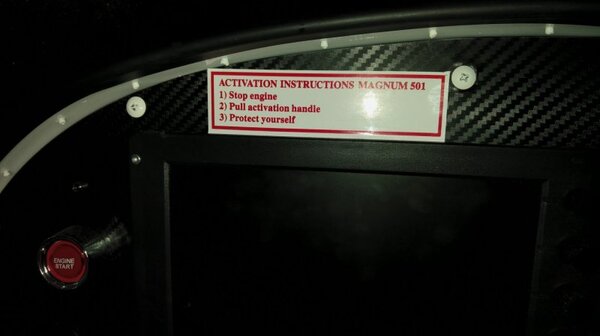 ACTIVATION INSTRUCTIONS MAGNUM 501
1) Stop engine
2) Pull activation handle
3) Protect yourself
ENGINE
START